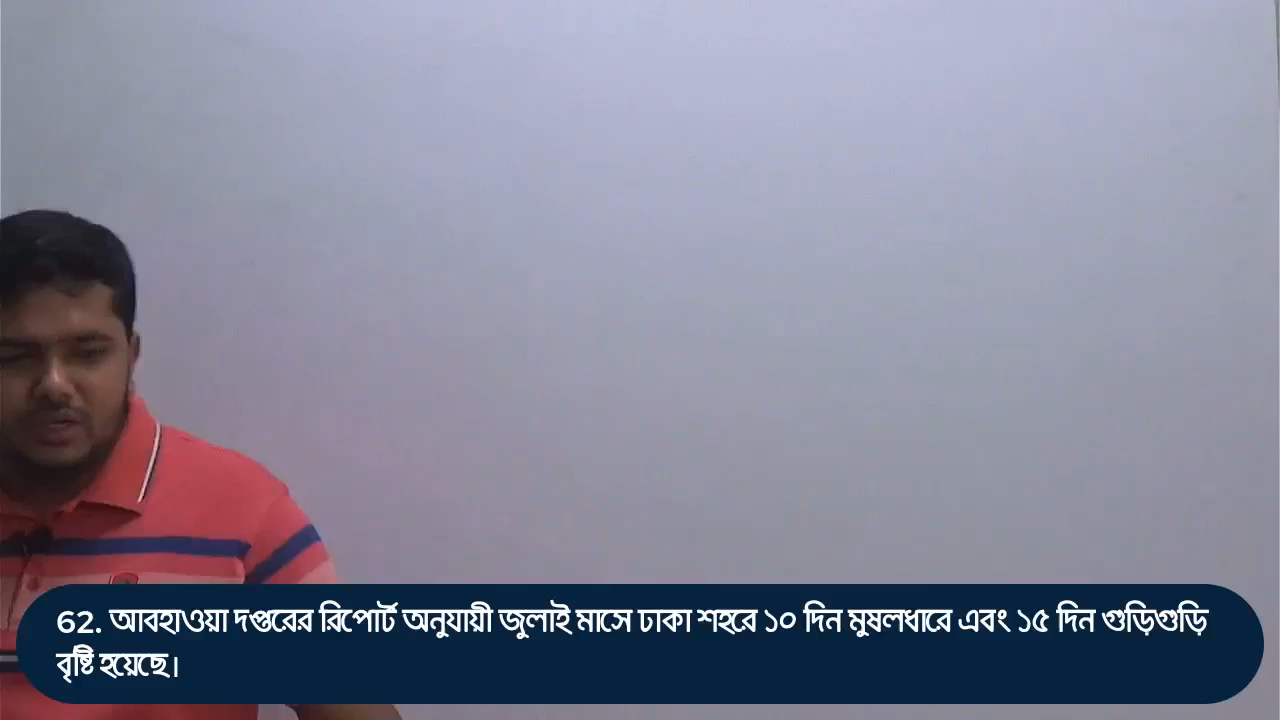 62. আবহাওয়া দপ্তরের রিপোর্ট অনুযায়ী জুলাই মাসে ঢাকা শহরে ১০ দিন মুষলধারে এবং ১৫ দিন গুড়িগুড়ি
বৃষ্টি হয়েছে।